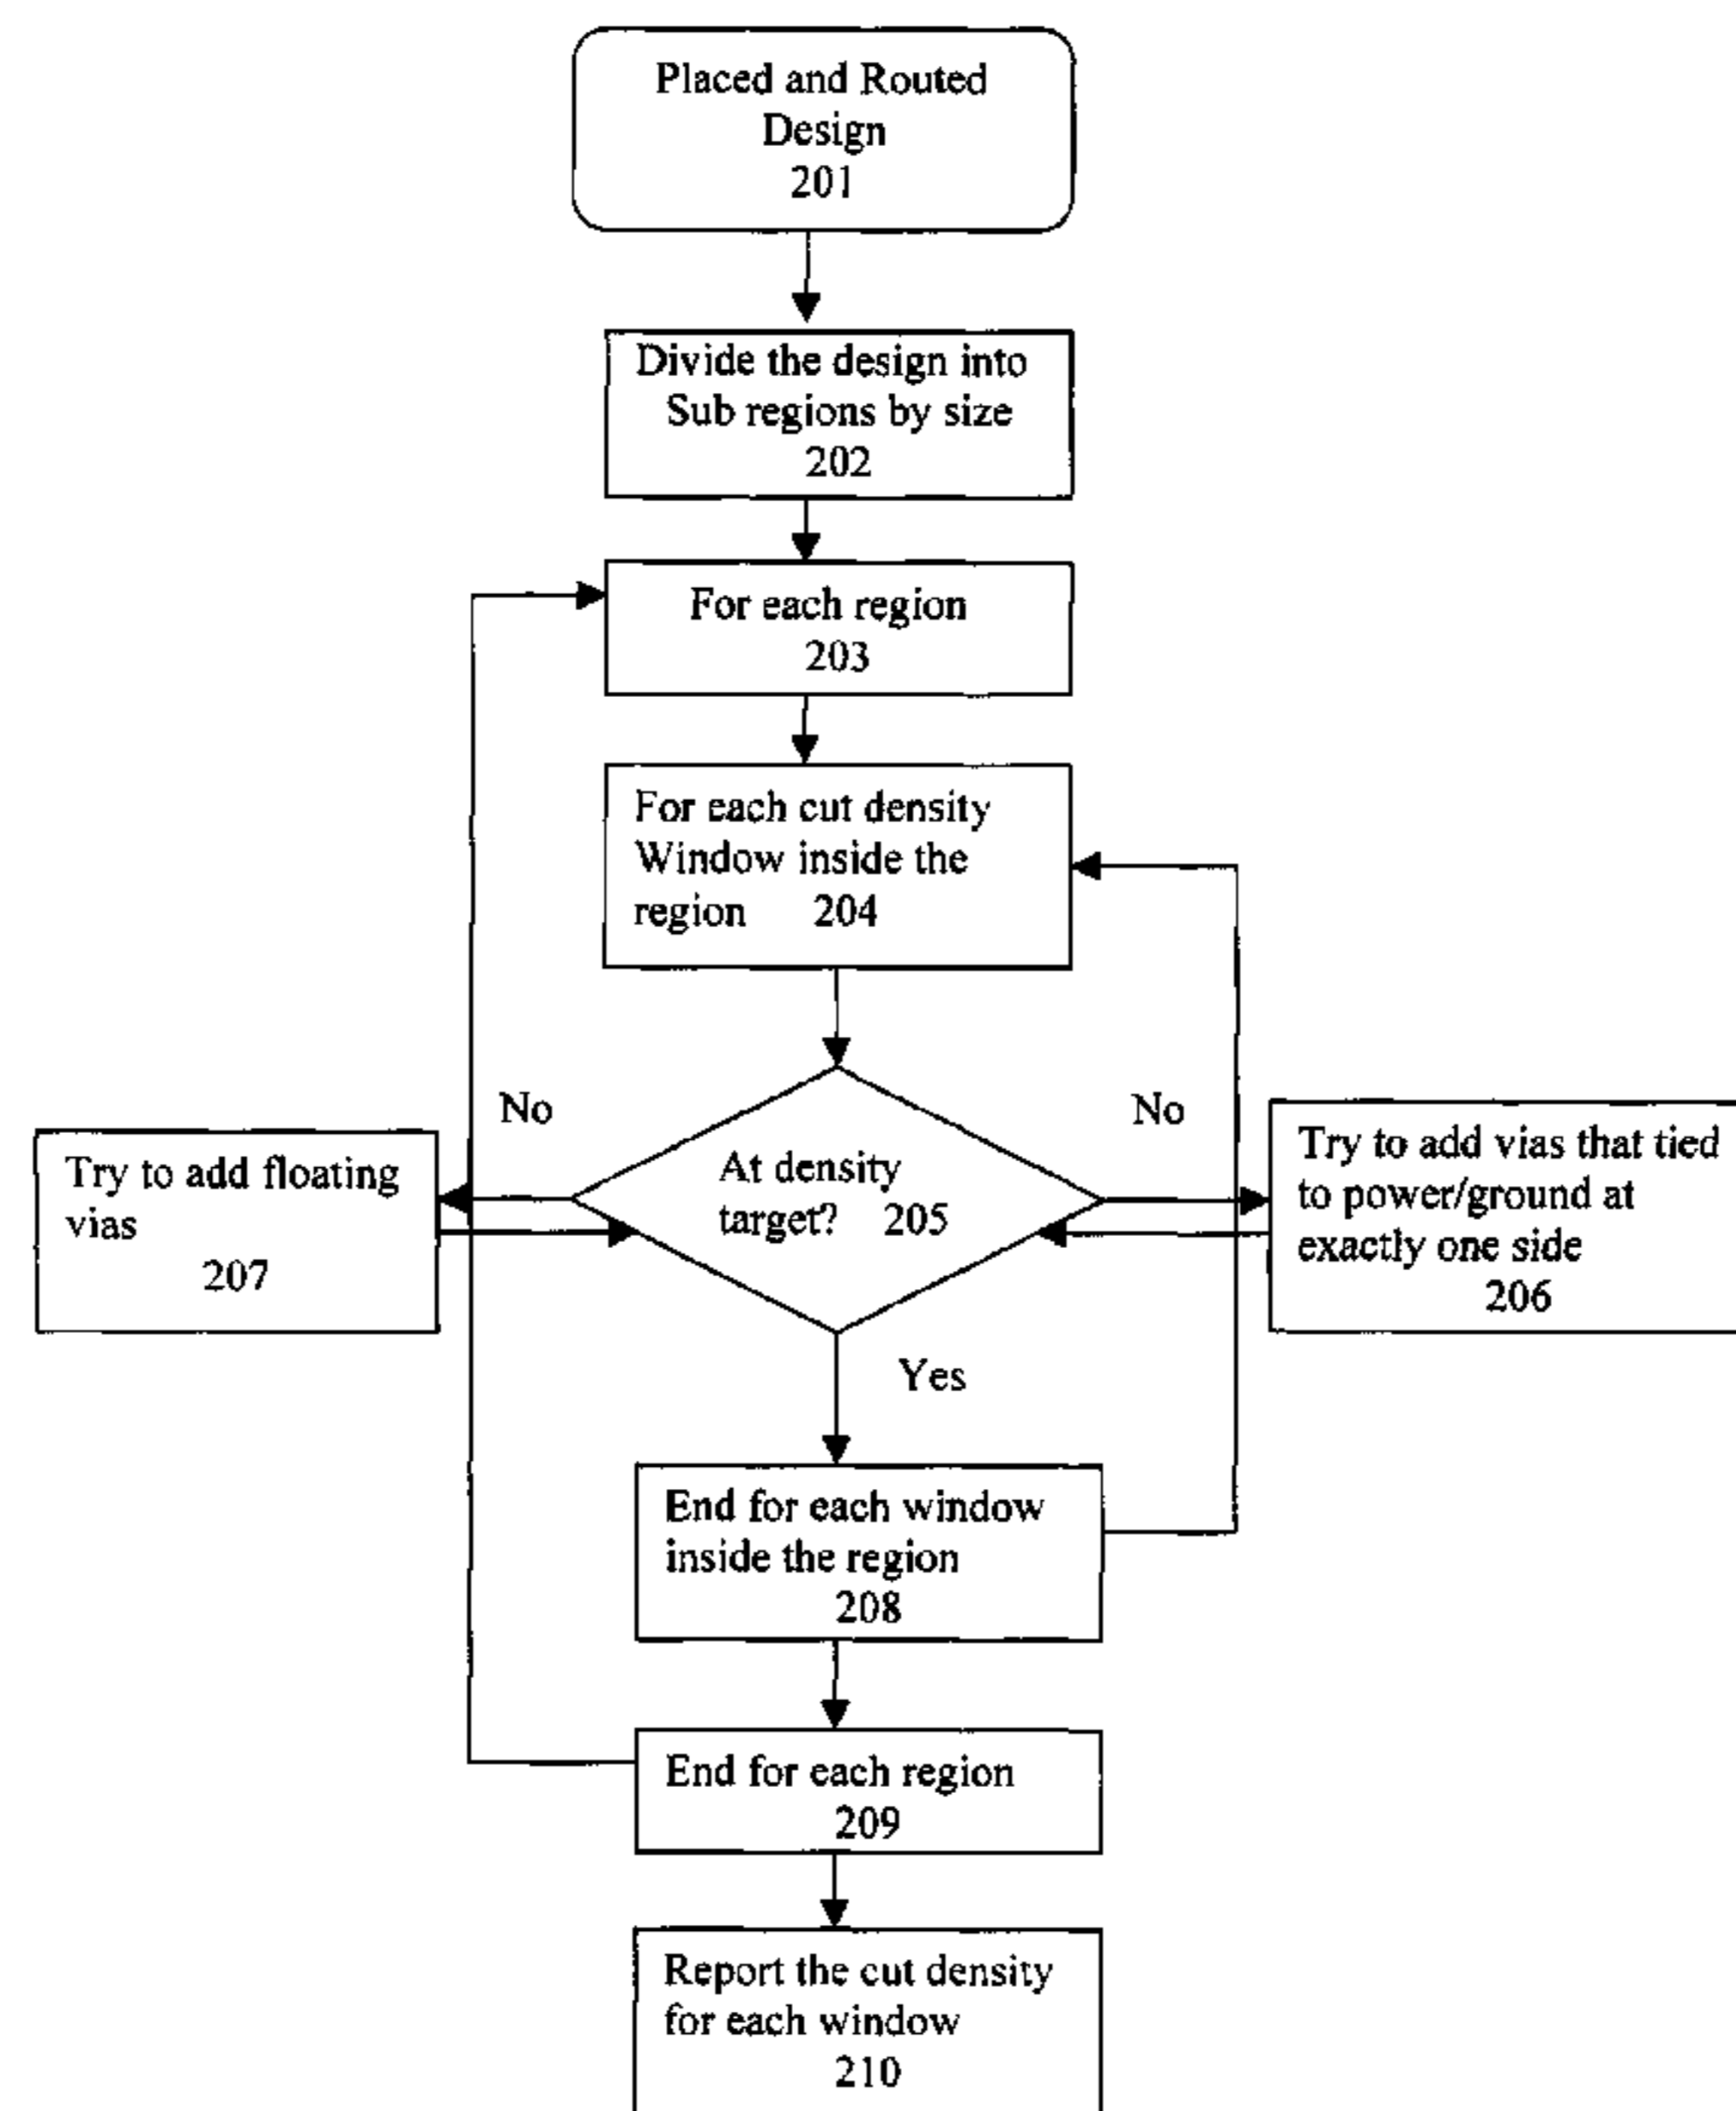 Placed and Routed
Design
201
Divide the design into
Sub regions by size
202
For each region
203
For each cut density
Window inside the
region 204
No
No
Try to add floating
vias
207
At density
target? 205
Try to add vias that tied
to power/ground at
exactly one side
206
Yes
End for each window
inside the region
208
End for each region
209
Report the cut density
for each window
210